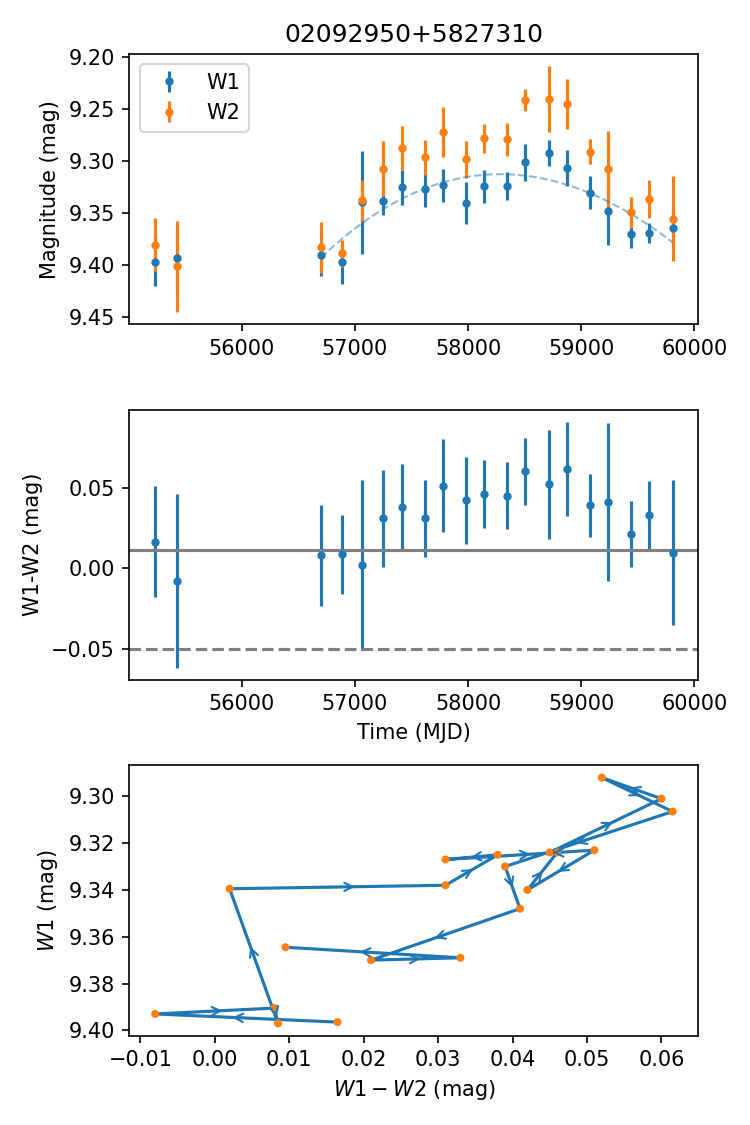 02092950+5827310
9.20
9.25
9.30
9.35
9.40
9.45
Magnitude (mag)
W1
W2
56000 57000 58000 59000 60000
0.05
0.00
−0.05
W1-W2 (mag)
56000 57000 58000 59000 60000
Time (MJD)
9.30
9.32
9.34
9.36
9.38
9.40
W1 (mag)
−0.01 0.00 0.01 0.02 0.03 0.04 0.05 0.06
W1 − W2 (mag)